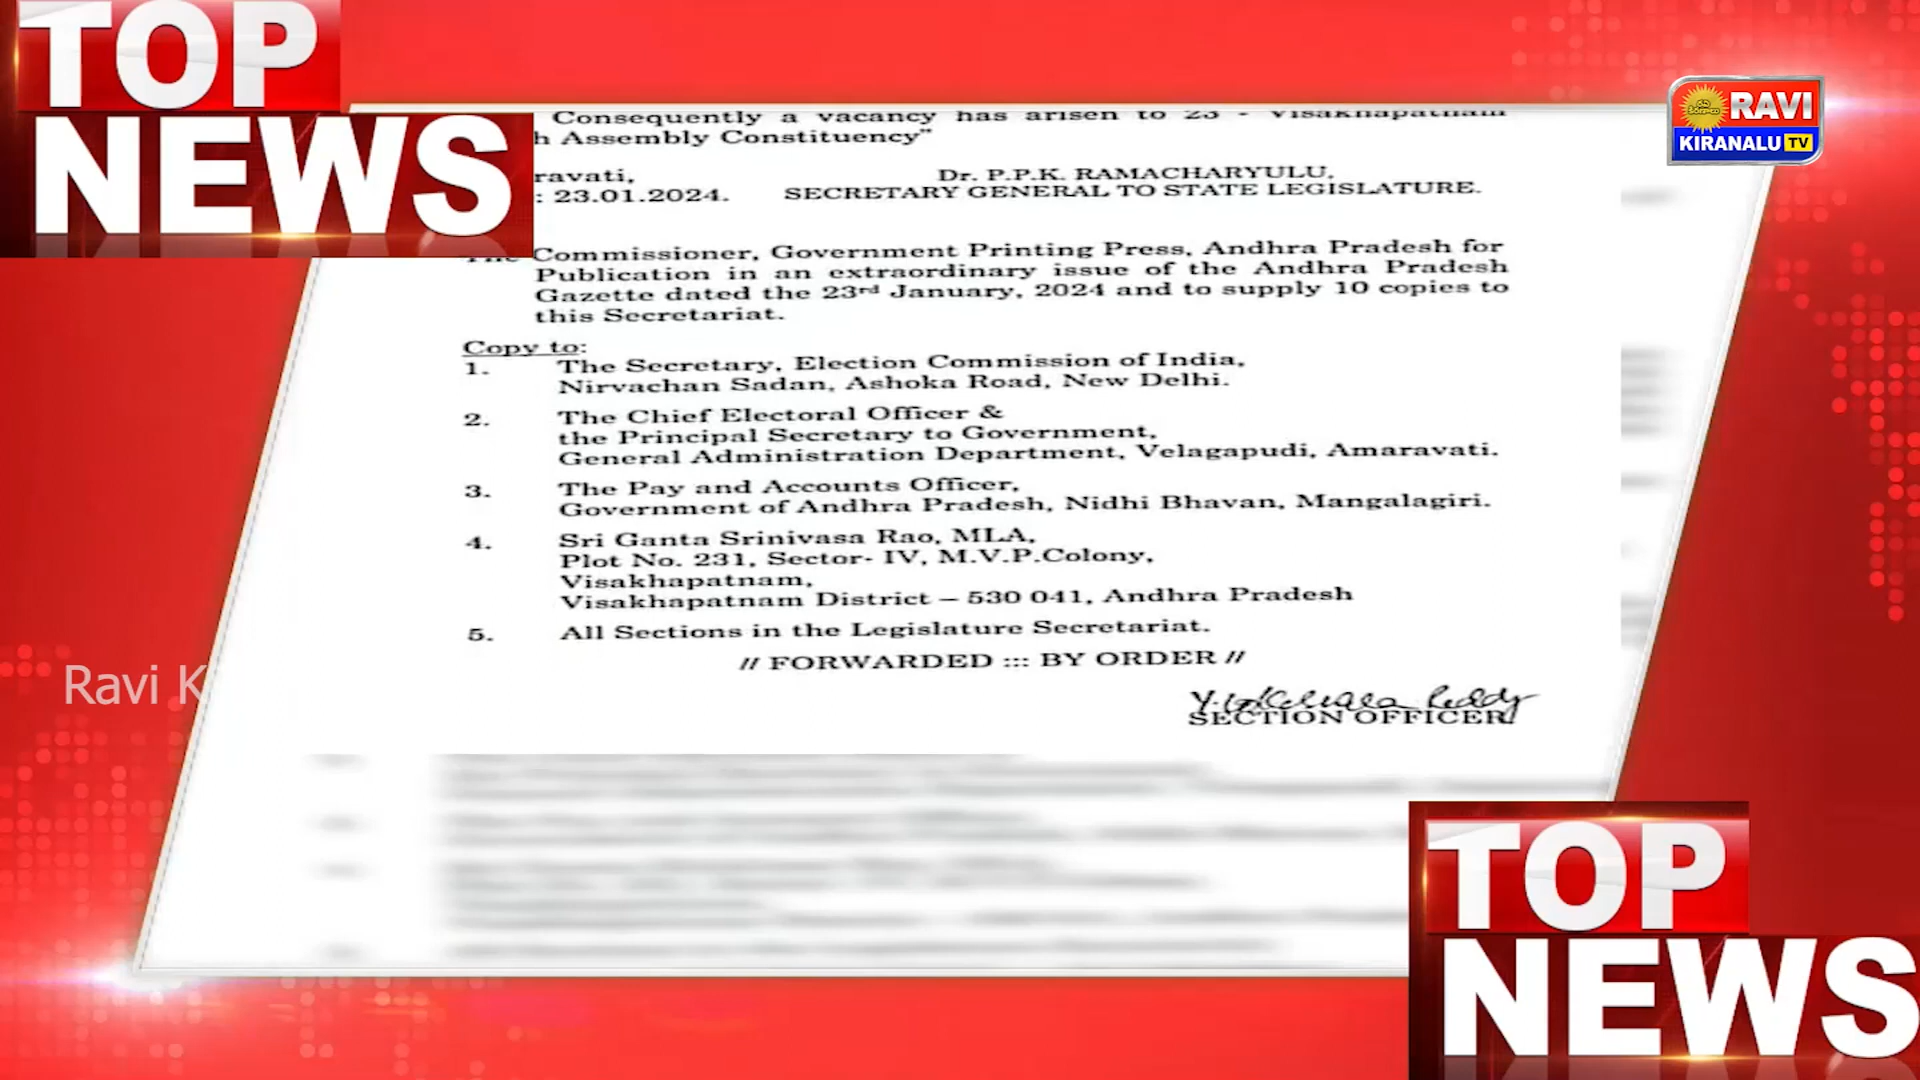 TOP
NEWS
RAVI
KIRANALU TV
Consequently a vacancy has arisen to 23 - Visakhapatnam
h Assembly Constituency"
ravati,
: 23.01.2024.
Dr. P.P.K. RAMACHARYULU,
SECRETARY GENERAL TO STATE LEGISLATURE.
The Commissioner, Government Printing Press, Andhra Pradesh for
Publication in an extraordinary issue of the Andhra Pradesh
Gazette dated the 23rd January, 2024 and to supply 10 copies to
this Secretariat.
Copy to:
1. The Secretary, Election Commission of India,
Nirvachan Sadan, Ashoka Road, New Delhi.
2. The Chief Electoral Officer &
the Principal Secretary to Government,
General Administration Department, Velagapudi, Amaravati.
3. The Pay and Accounts Officer,
Government of Andhra Pradesh, Nidhi Bhavan, Mangalagiri.
4. Sri Ganta Srinivasa Rao, MLA,
Plot No. 231, Sector- IV, M.V.P.Colony,
Visakhapatnam,
Visakhapatnam District – 530 041, Andhra Pradesh
5. All Sections in the Legislature Secretariat.
// FORWARDED ::: BY ORDER //
SECTION OFFICER
Ravi K
TOP
NEWS